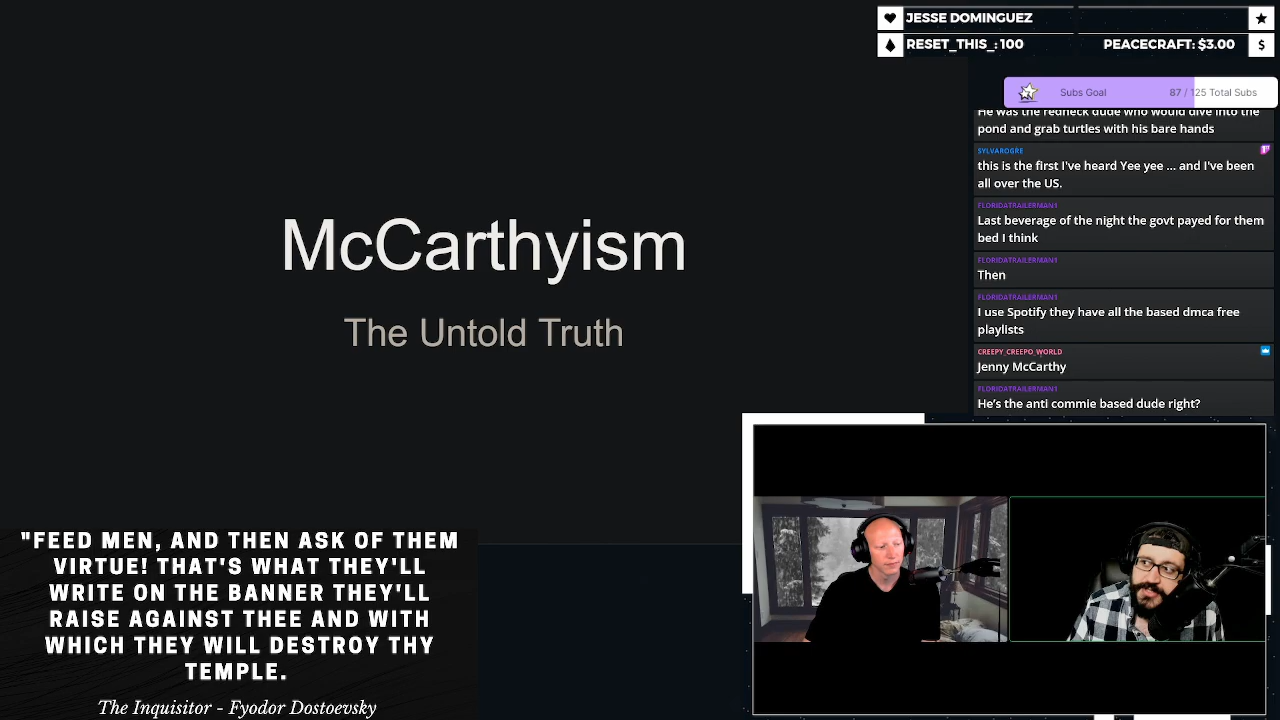 JESSE DOMINGUEZ
RESET_THIS_: 100
PEACECRAFT: $3.00
$
Subs Goal
87 / 125 Total Subs
He was the redneck dude who would dive into the
pond and grab turtles with his bare hands
SYLVAROGRE
this is the first I've heard Yee yee ... and I've been
all over the US.
FLORIDATRAILERMAN1
Last beverage of the night the govt payed for them
bed I think
FLORIDATRAILERMAN1
Then
FLORIDATRAILERMAN1
I use Spotify they have all the based dmca free
playlists
CREEPY_CREEPO_WORLD
Jenny McCarthy
FLORIDATRAILERMAN1
He's the anti commie based dude right?
McCarthyism
The Untold Truth
"FEED MEN, AND THEN ASK OF THEM
VIRTUE! THAT'S WHAT THEY'LL
WRITE ON THE BANNER THEY'LL
RAISE AGAINST THEE AND WITH
WHICH THEY WILL DESTROY THY
TEMPLE.
The Inquisitor - Fyodor Dostoevsky